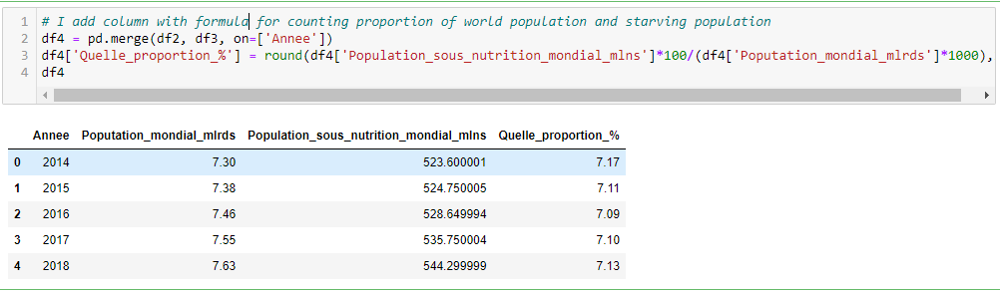 1 # I add column with formula for counting proportion of world population and starving population
2 df4 = pd.merge(df2, df3, on=['Annee'])
3 df4['Quelle_proportion_%'] = round(df4['Population_sous_nutrition_mondial_mlns']*100/(df4['Poputation_mondial_mlrds']*1000),
4 df4
Annee Poputation_mondial_mlrds Population_sous_nutrition_mondial_mlns Quelle_proportion_%
0 2014 7.30 523.600001 7.17
1 2015 7.38 524.750005 7.11
2 2016 7.46 528.649994 7.09
3 2017 7.55 535.750004 7.10
4 2018 7.63 544.299999 7.13